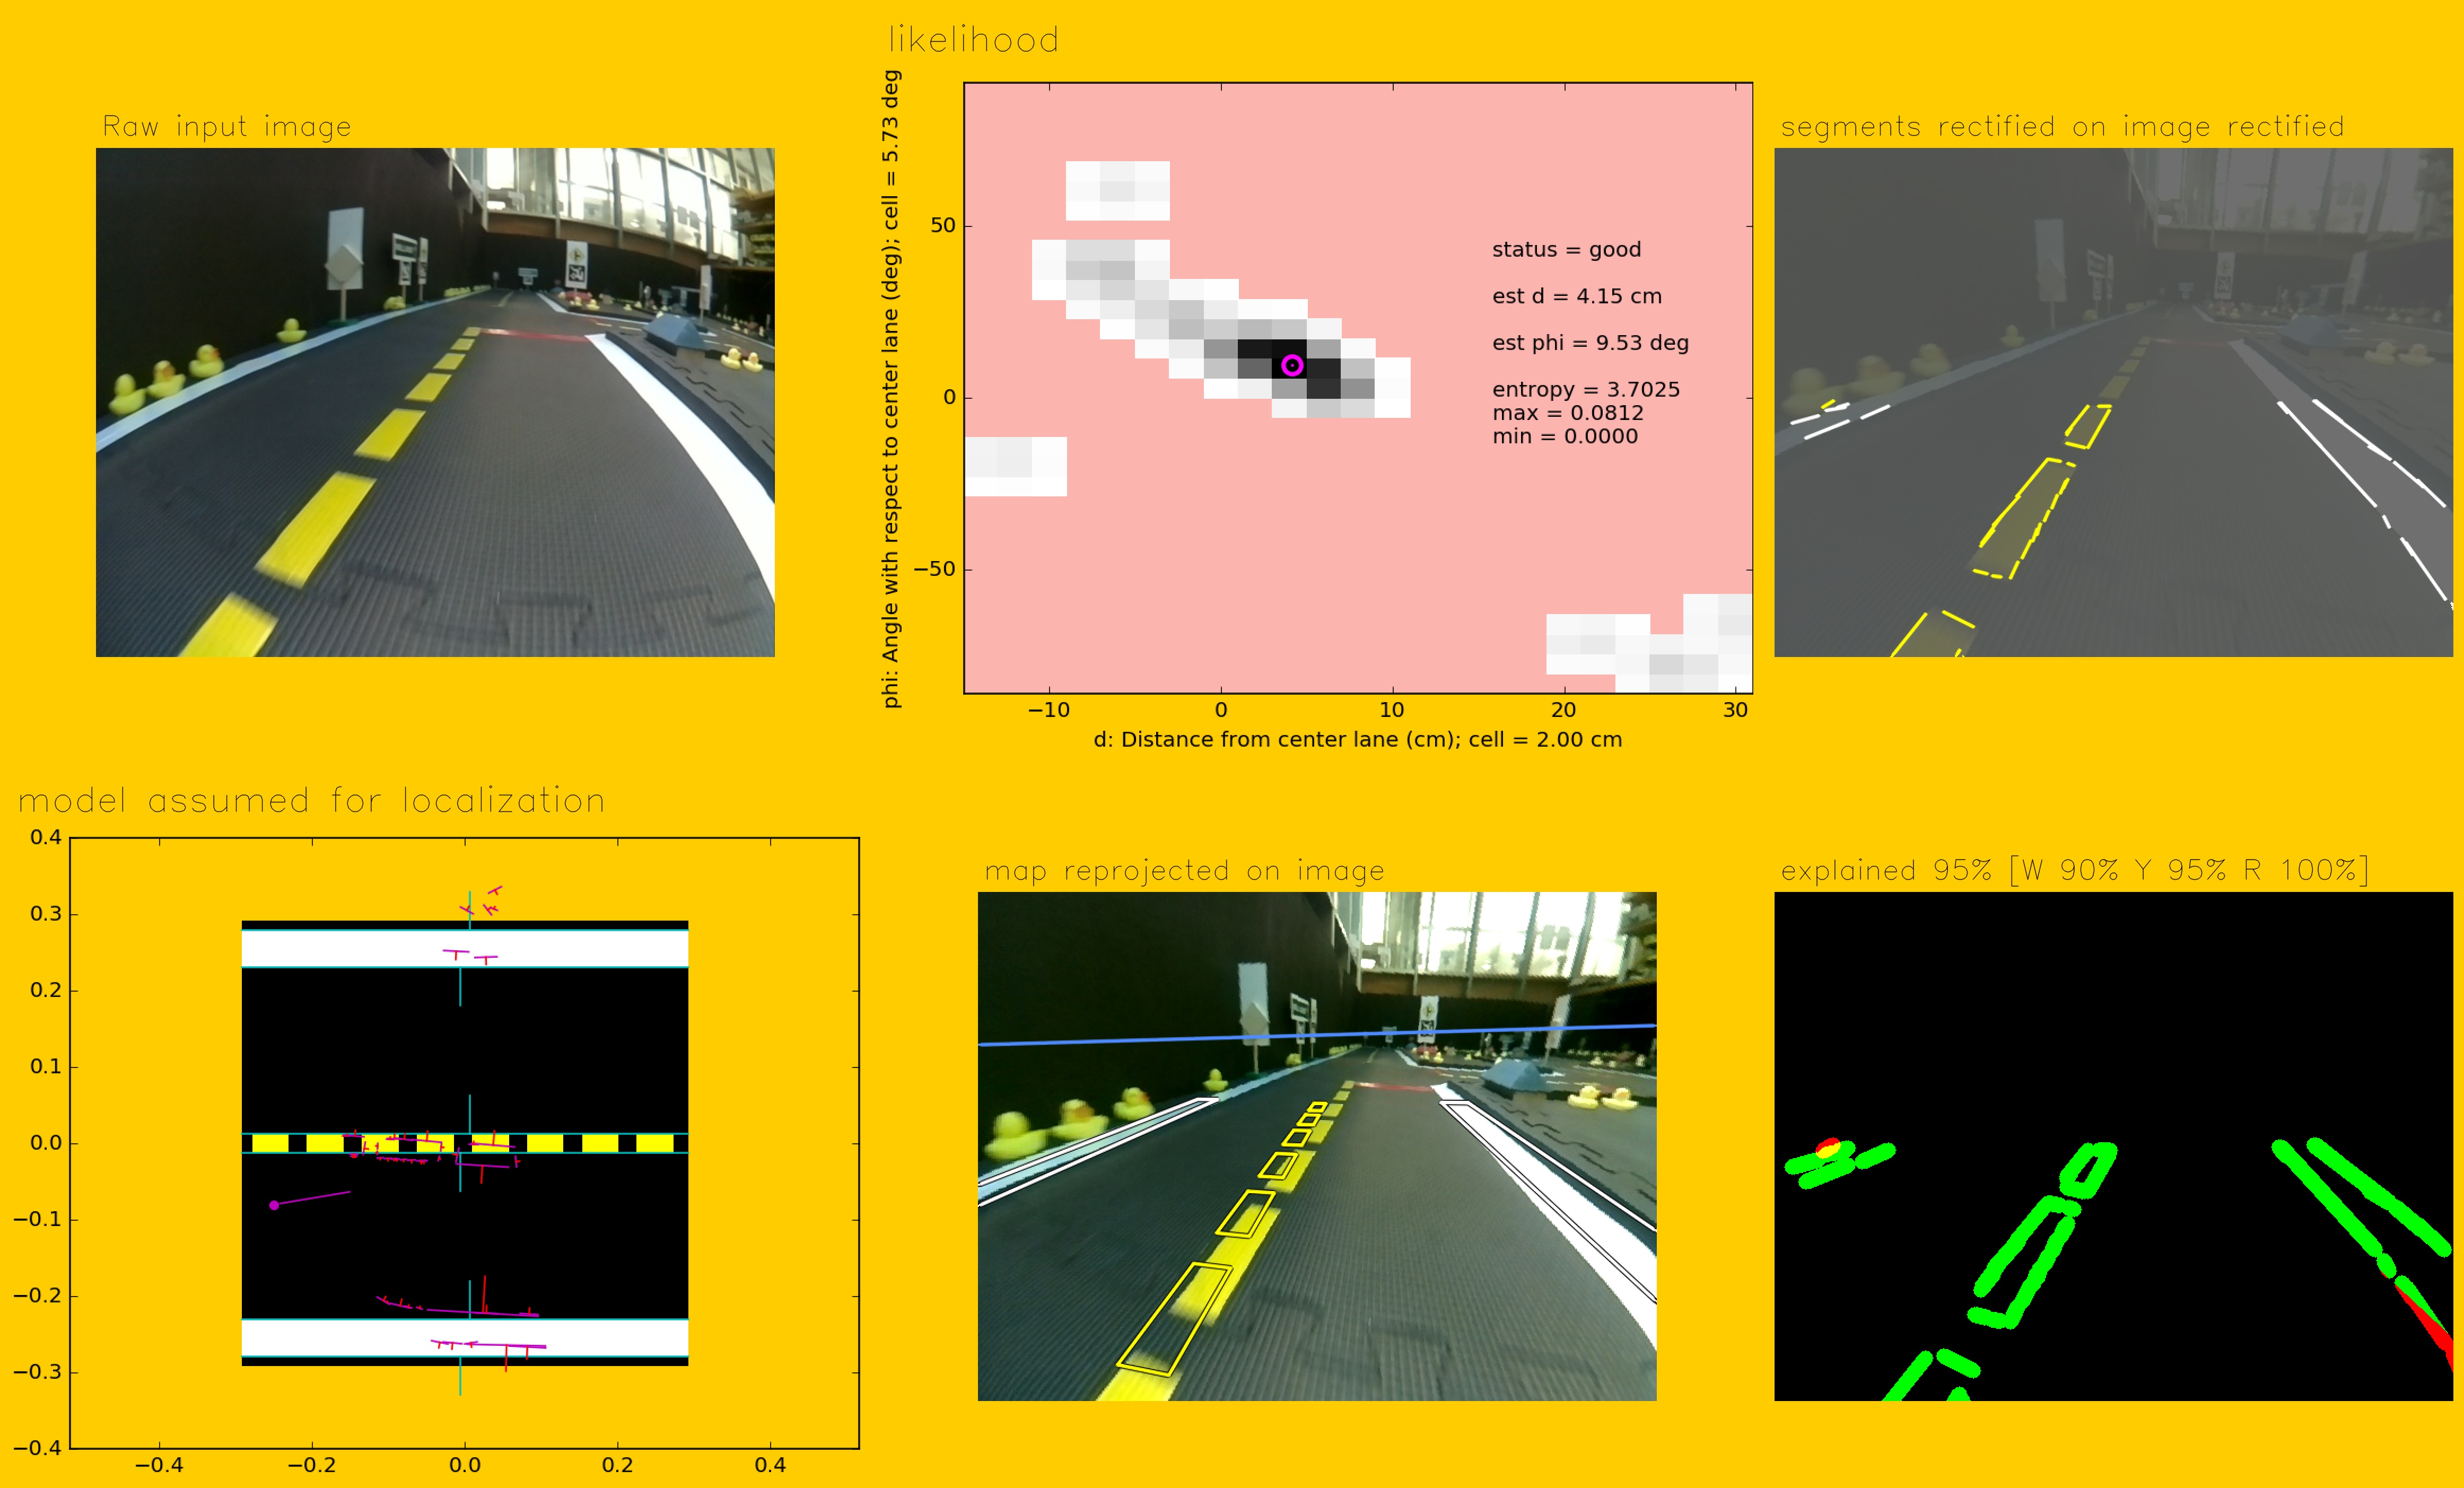 likelihood
Raw input image
segments rectified on image rectified
phi: Angle with respect to center lane (deg); cell = 5.73 deg
50
0
−50
status = good
est d = 4.15 cm
est phi = 9.53 deg
entropy = 3.7025
max = 0.0812
min = 0.0000
−10
0
10
20
30
d: Distance from center lane (cm); cell = 2.00 cm
model assumed for localization
0.4
0.3
0.2
0.1
0.0
−0.1
−0.2
−0.3
−0.4
−0.4
−0.2
0.0
0.2
0.4
map reprojected on image
explained 95% [W 90% Y 95% R 100%]